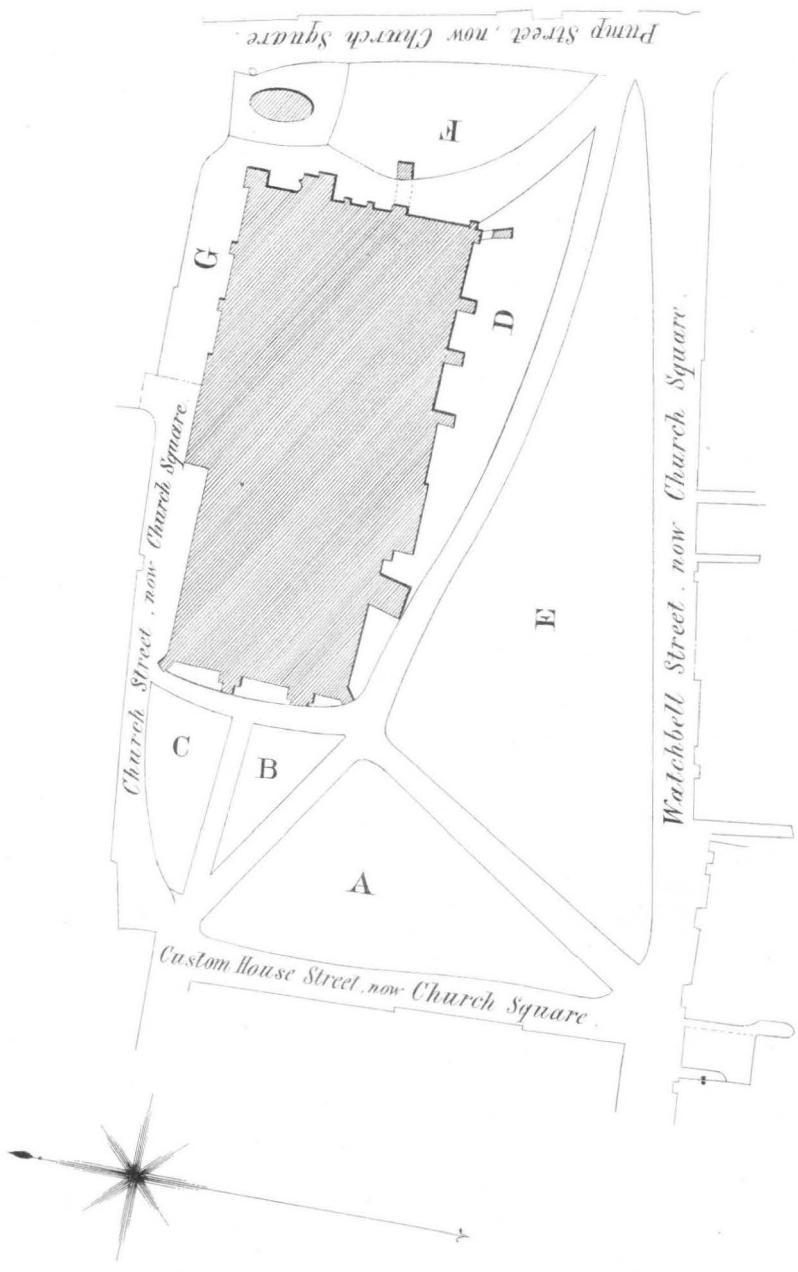 Pump Street, now Church Square.
F
G
D
Church Street, now Church Square.
Watchbell Street, now Church Square.
E
C
B
A
Custom House Street, now Church Square.